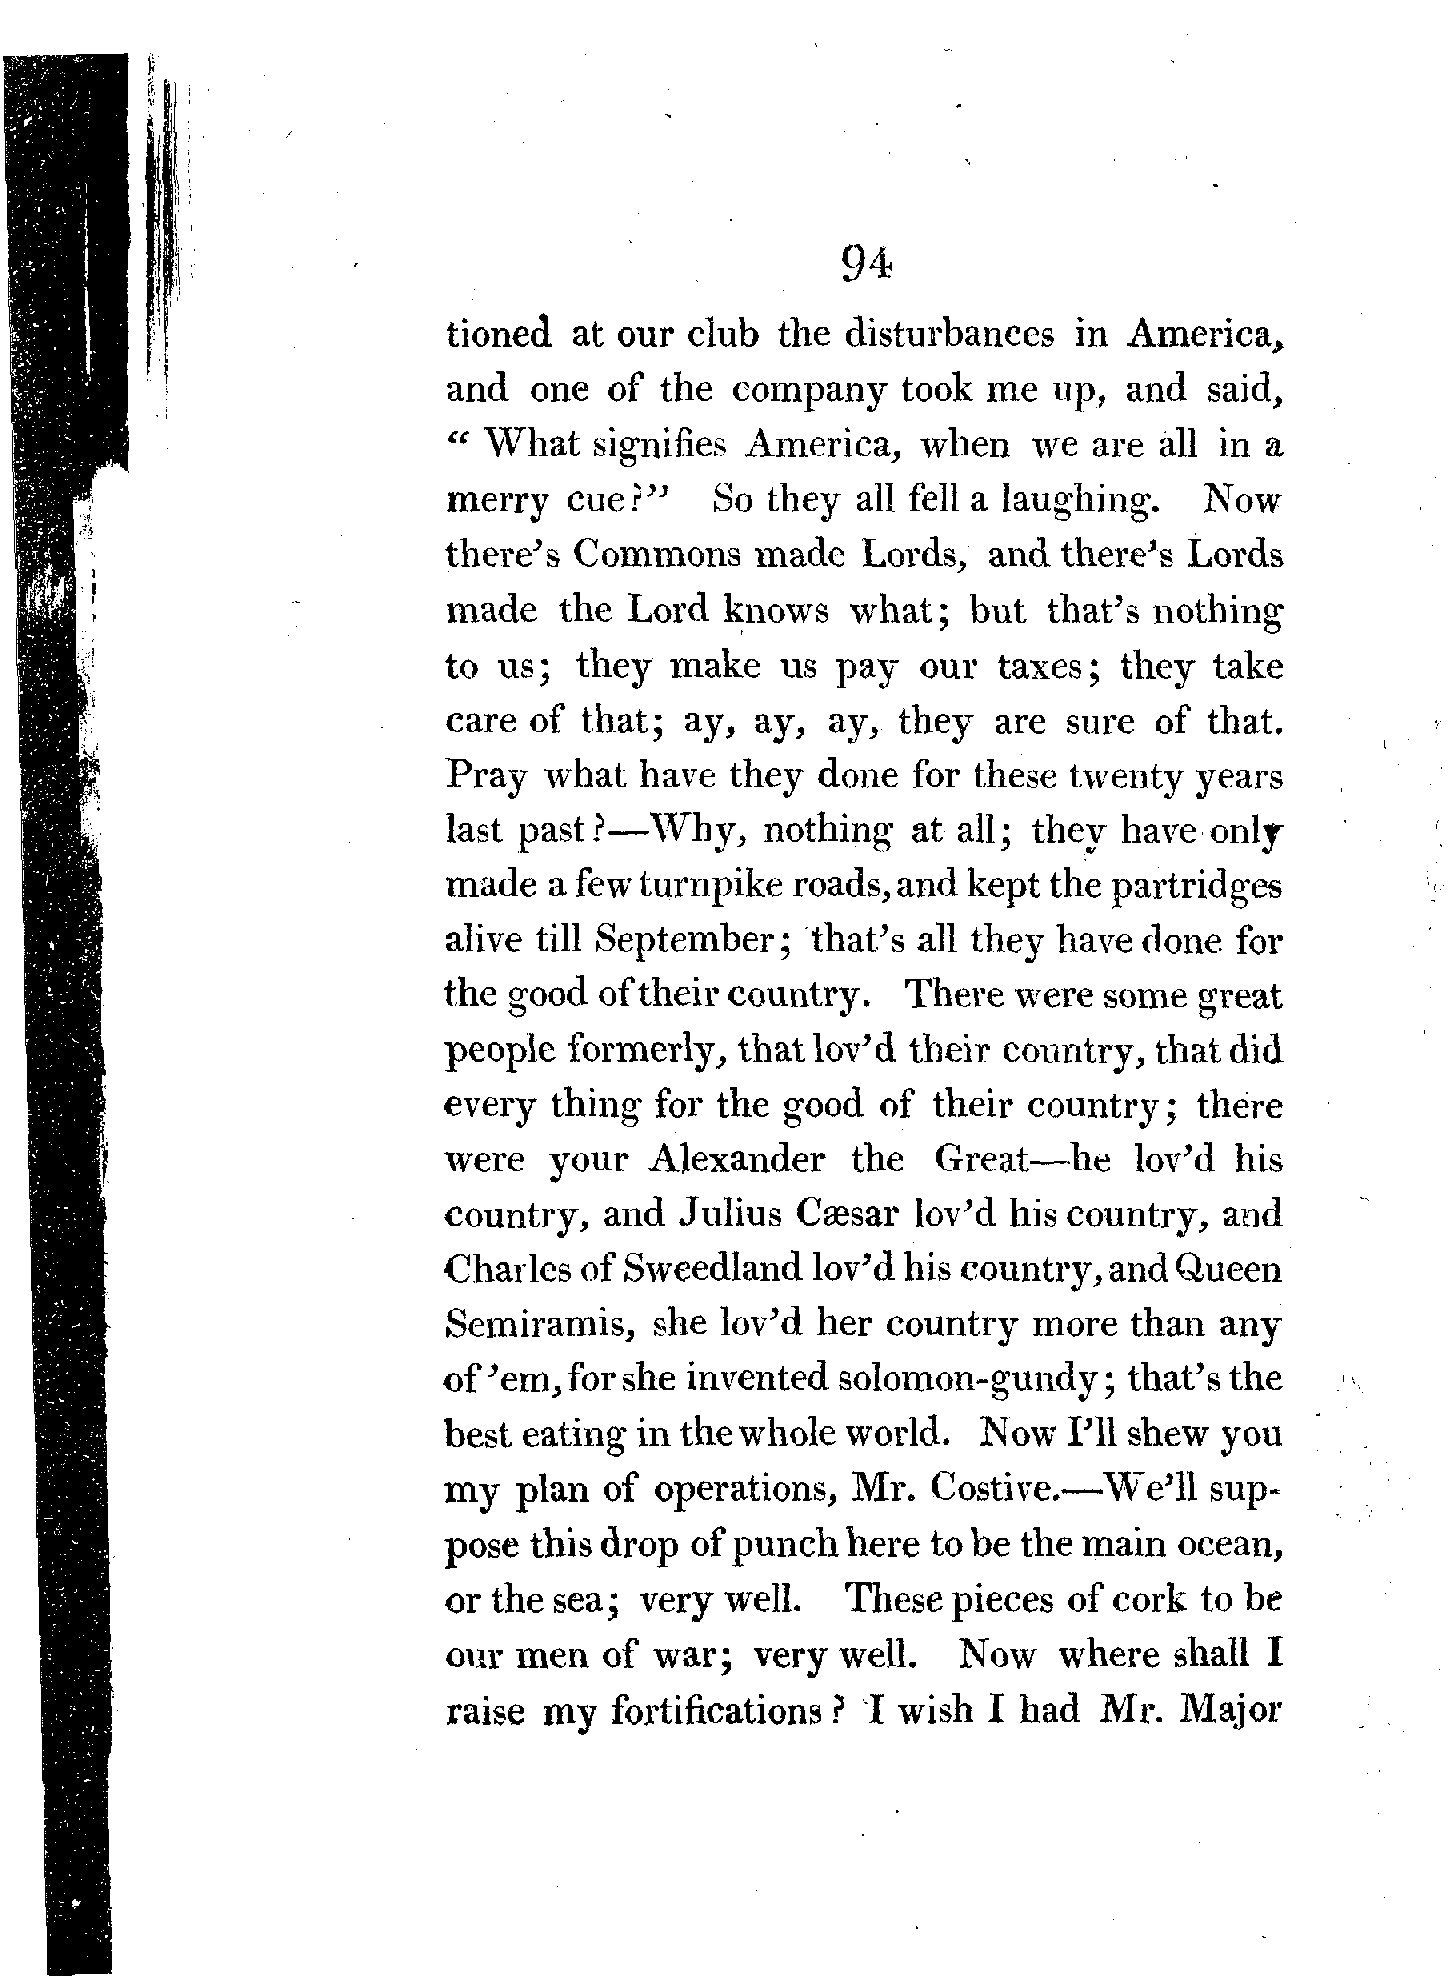 94
tioned at our club the disturbances in America,
and one of the company took me up, and said,
“ What signifies America, when we are all in a
merry cue?” So they all fell a laughing. Now
there’s Commons made Lords, and there’s Lords
made the Lord knows what; but that’s nothing
to us; they make us pay our taxes; they take
care of that; ay, ay, ay, they are sure of that.
Pray what have they done for these twenty years
last past?—Why, nothing at all; they have only
made a few turnpike roads, and kept the partridges
alive till September; that’s all they have done for
the good of their country. There were some great
people formerly, that lov’d their country, that did
every thing for the good of their country; there
were your Alexander the Great—he lov’d his
country, and Julius Cæsar lov’d his country, and
Charles of Sweedland lov’d his country, and Queen
Semiramis, she lov’d her country more than any
of ’em, for she invented solomon-gundy; that’s the
best eating in the whole world. Now I’ll shew you
my plan of operations, Mr. Costive.—We’ll sup-
pose this drop of punch here to be the main ocean,
or the sea; very well. These pieces of cork to be
our men of war; very well. Now where shall I
raise my fortifications? I wish I had Mr. Major